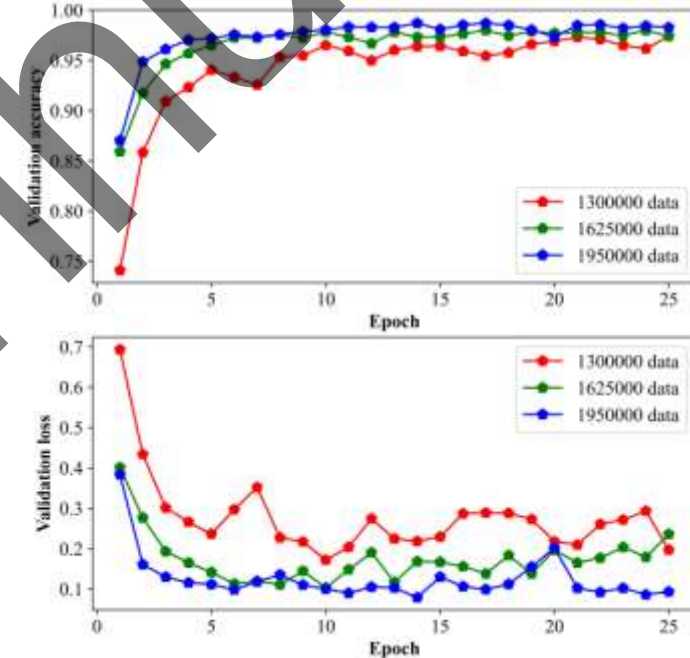 1.00
0.95
0.90
0.85
0.80
0.75
Validation accuracy
1300000 data
1625000 data
1950000 data
0 5 10 15 20 25
Epoch
0.7
0.6
0.5
0.4
0.3
0.2
0.1
Validation loss
1300000 data
1625000 data
1950000 data
0 5 10 15 20 25
Epoch